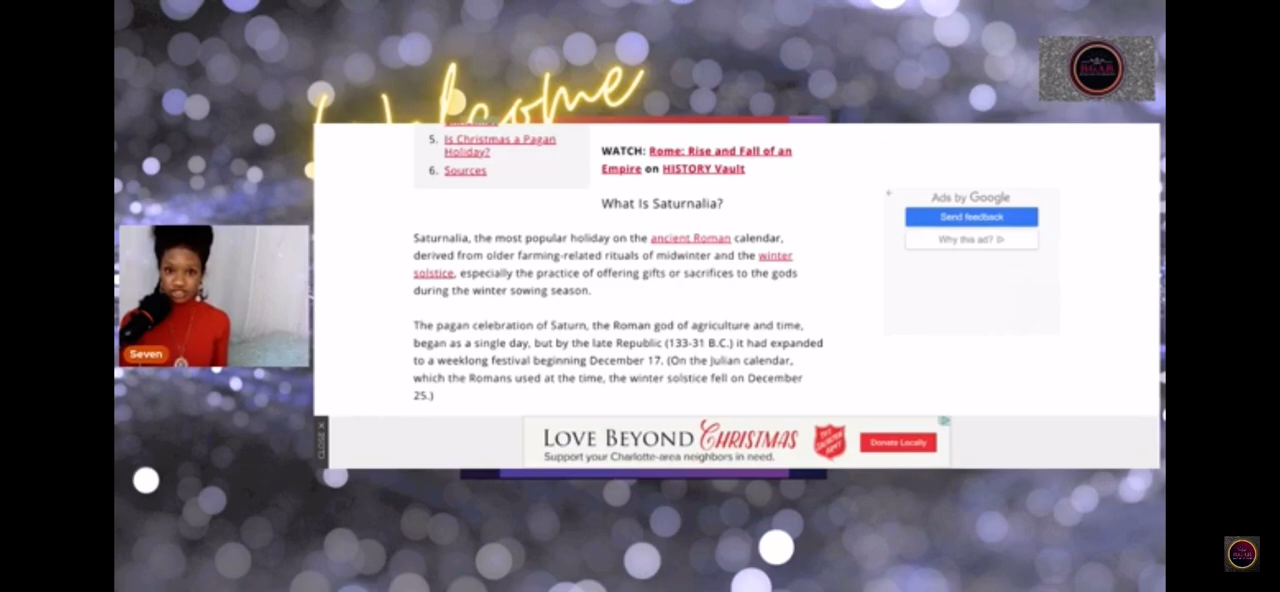 Welcome
5. Is Christmas a Pagan
Holiday?
6. Sources
WATCH: Rome: Rise and Fall of an
Empire on HISTORY Vault
What Is Saturnalia?
Saturnalia, the most popular holiday on the ancient Roman calendar,
derived from older farming-related rituals of midwinter and the winter
solstice, especially the practice of offering gifts or sacrifices to the gods
during the winter sowing season.
The pagan celebration of Saturn, the Roman god of agriculture and time,
began as a single day, but by the late Republic (133-31 B.C.) it had expanded
to a weeklong festival beginning December 17. (On the Julian calendar,
which the Romans used at the time, the winter solstice fell on December
25.)
Ads by Google
Send feedback
Why this ad?
Seven
CLOSE X
LOVE BEYOND CHRISTMAS
Support your Charlotte-area neighbors in need.
THE SALVATION ARMY
Donate Locally